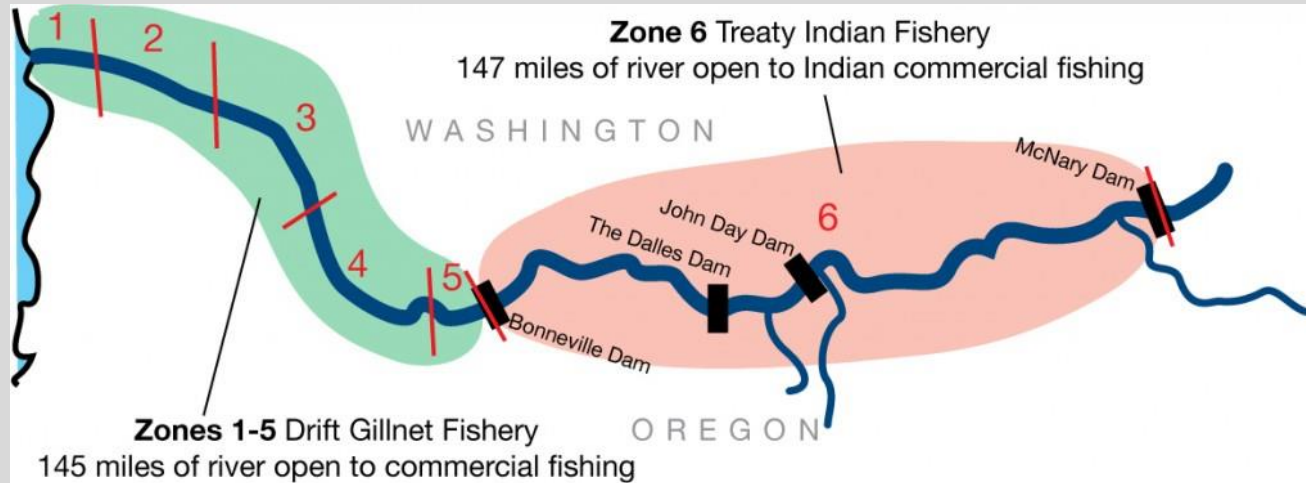 1
2
Zone 6 Treaty Indian Fishery
147 miles of river open to Indian commercial fishing
3
WASHINGTON
McNary Dam
John Day Dam
6
The Dalles Dam
4
5
Bonneville Dam
Zones 1-5 Drift Gillnet Fishery
145 miles of river open to commercial fishing
OREGON